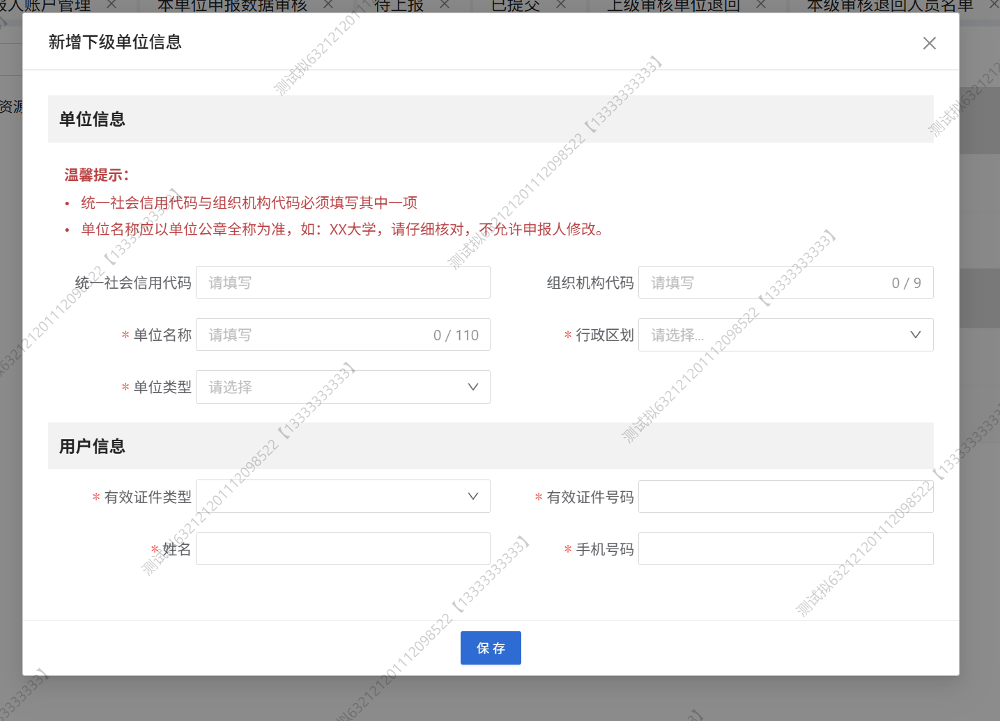 报人账户管理 × 本单位申报数据审核 × 待上报 × 已提交 × 上级审核单位退回 × 本级审核退回人员名单 ×
新增下级单位信息
资源
单位信息
温馨提示：
• 统一社会信用代码与组织机构代码必须填写其中一项
• 单位名称应以单位公章全称为准，如：XX大学，请仔细核对，不允许申报人修改。
统一社会信用代码 请填写 组织机构代码 请填写 0 / 9
* 单位名称 请填写 0 / 110 * 行政区划 请选择...
* 单位类型 请选择
用户信息
* 有效证件类型 * 有效证件号码
* 姓名 * 手机号码
保 存
测试拟632121201112098522【13333333333】